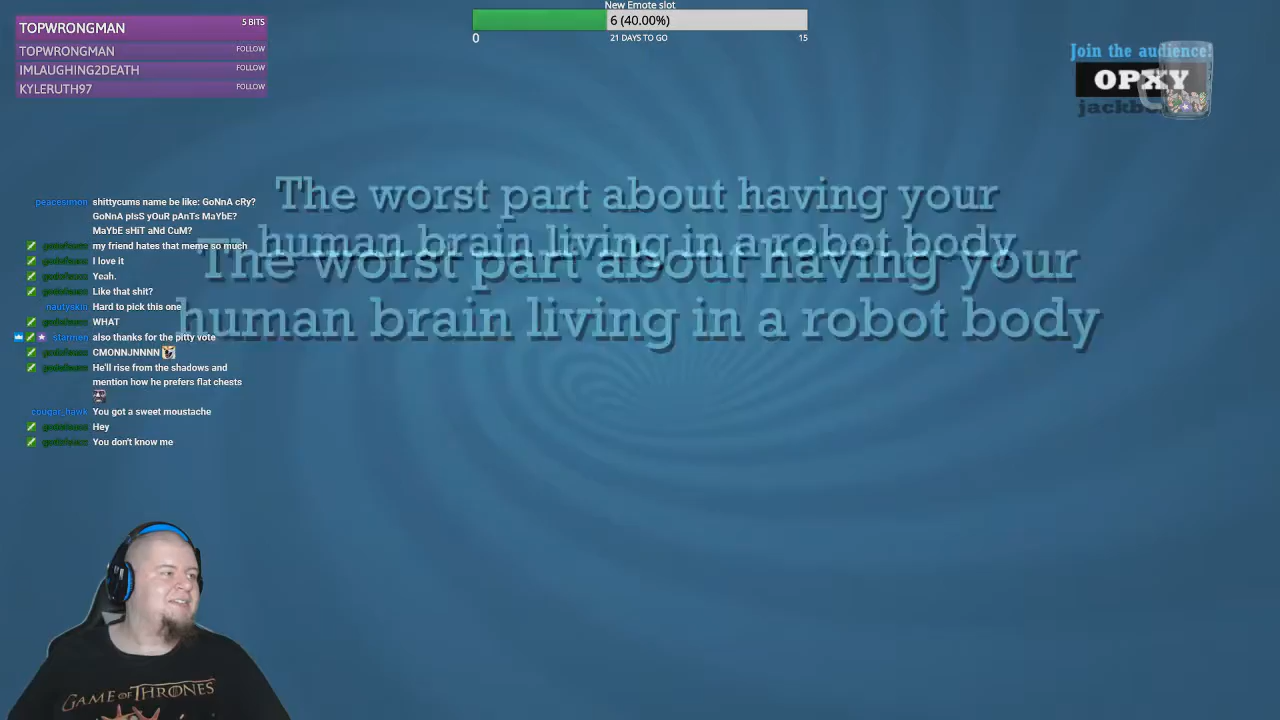 TOPWRONGMAN
5 BITS
TOPWRONGMAN
FOLLOW
IMLAUGHING2DEATH
FOLLOW
KYLERUTH97
FOLLOW
New Emote slot
6 (40.00%)
0
21 DAYS TO GO
15
Join the audience:
OPXY
The worst part about having your
human brain living in a robot body
The worst part about having your
human brain living in a robot body
peacesimon shittycums name be like: GoNNA cRy?
GoNNA pIsS yOuR pAnTs MaYbE?
MaYbE sHiT aNd CuM?
my friend hates that meme so much
I love it
Yeah.
Like that shit?
nautyskin Hard to pick this one
WHAT
starmen also thanks for the pitty vote
CMONNJNNNN
He'll rise from the shadows and
mention how he prefers flat chests
cougar_hawk You got a sweet moustache
Hey
You don't know me
GAME OF THRONES